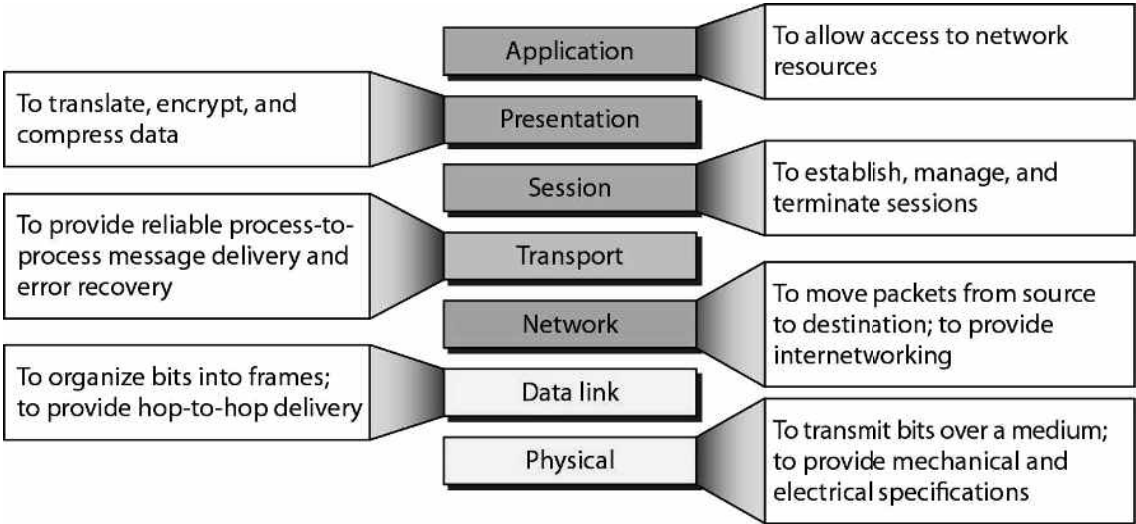 Application
To allow access to network
resources
To translate, encrypt, and
compress data
Presentation
Session
To establish, manage, and
terminate sessions
To provide reliable process-to-
process message delivery and
error recovery
Transport
Network
To move packets from source
to destination; to provide
internetworking
To organize bits into frames;
to provide hop-to-hop delivery
Data link
Physical
To transmit bits over a medium;
to provide mechanical and
electrical specifications